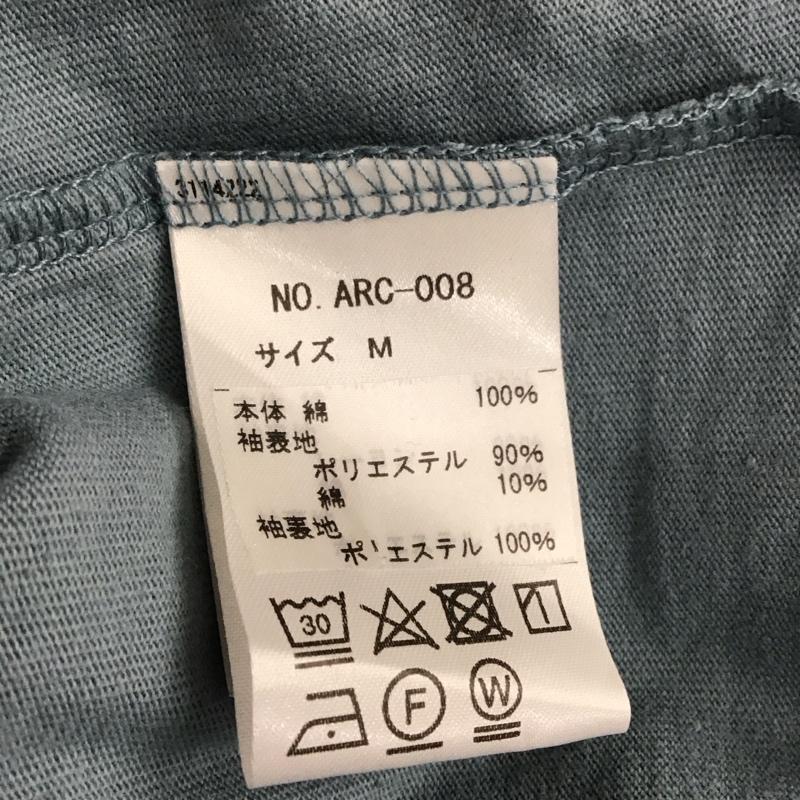 NO. ARC-008
サイズ M
本体 綿 100%
袖表地
ポリエステル 90%
綿 10%
袖裏地
ポリエステル 100%
30
F
W